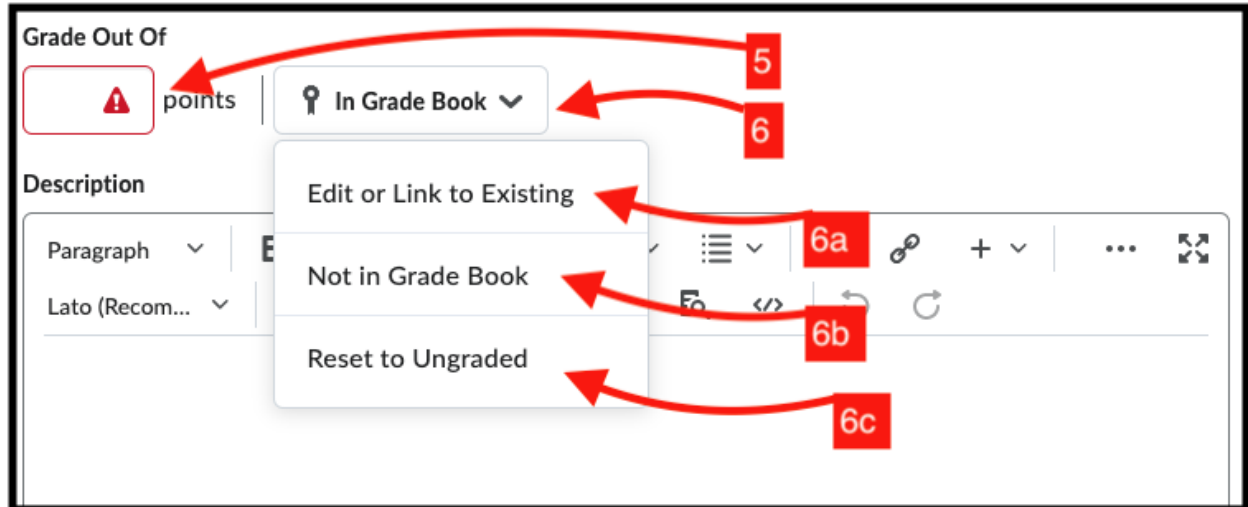 Grade Out Of
5
points
In Grade Book
6
Description
Edit or Link to Existing
6a
Paragraph
Not in Grade Book
Lato (Recom...
6b
Reset to Ungraded
6c